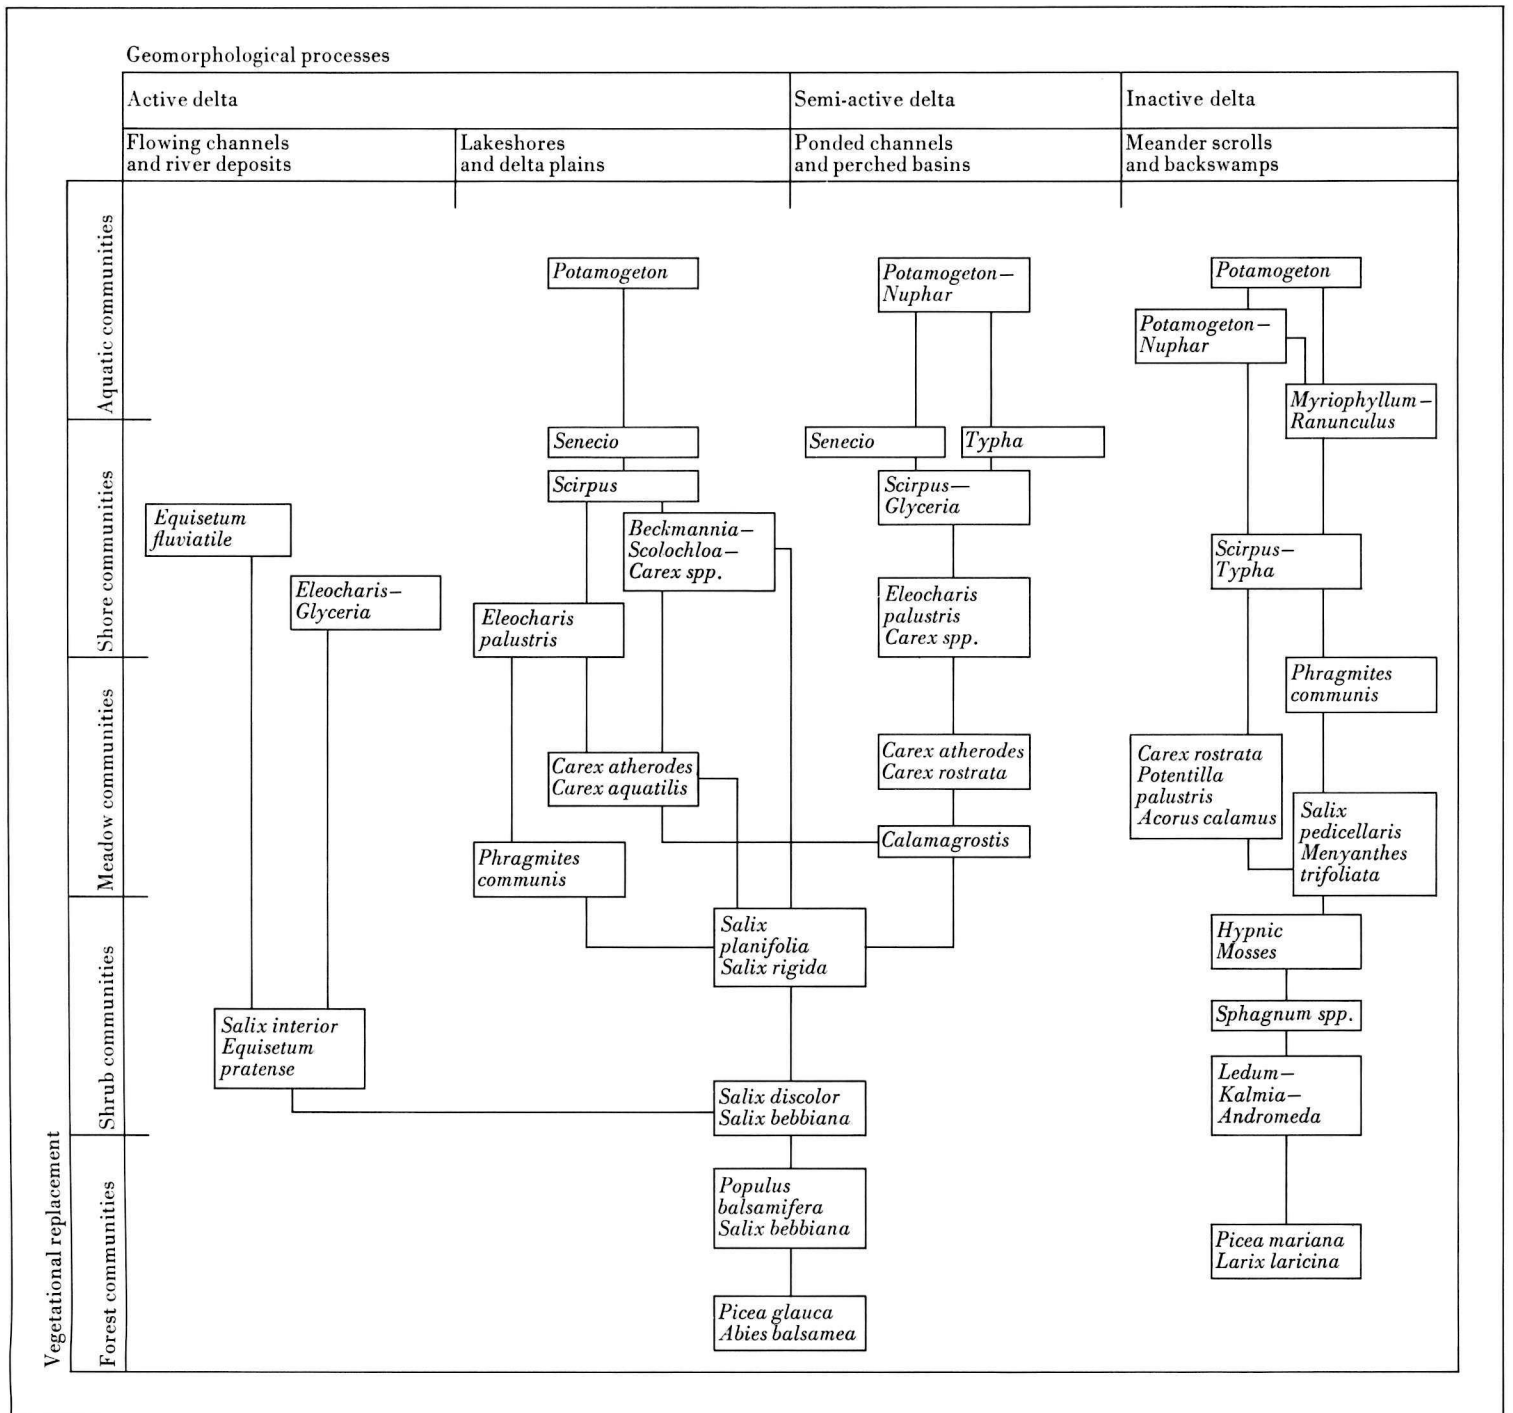 Geomorphological processes
Active delta
Semi-active delta
Inactive delta
Flowing channels
and river deposits
Lakeshores
and delta plains
Ponded channels
and perched basins
Meander scrolls
and backswamps
Vegetational replacement
Aquatic communities
Shore communities
Meadow communities
Shrub communities
Forest communities
Equisetum
fluviatile
Eleocharis–
Glyceria
Salix interior
Equisetum
pratense
Potamogeton
Senecio
Scirpus
Beckmannia–
Scolochloa–
Carex spp.
Eleocharis
palustris
Carex atherodes
Carex aquatilis
Phragmites
communis
Salix
planifolia
Salix rigida
Salix discolor
Salix bebbiana
Populus
balsamifera
Salix bebbiana
Picea glauca
Abies balsamea
Potamogeton–
Nuphar
Senecio
Typha
Scirpus–
Glyceria
Eleocharis
palustris
Carex spp.
Carex atherodes
Carex rostrata
Calamagrostis
Potamogeton
Potamogeton–
Nuphar
Myriophyllum–
Ranunculus
Scirpus–
Typha
Phragmites
communis
Carex rostrata
Potentilla
palustris
Acorus calamus
Salix
pedicellaris
Menyanthes
trifoliata
Hypnic
Mosses
Sphagnum spp.
Ledum–
Kalmia–
Andromeda
Picea mariana
Larix laricina